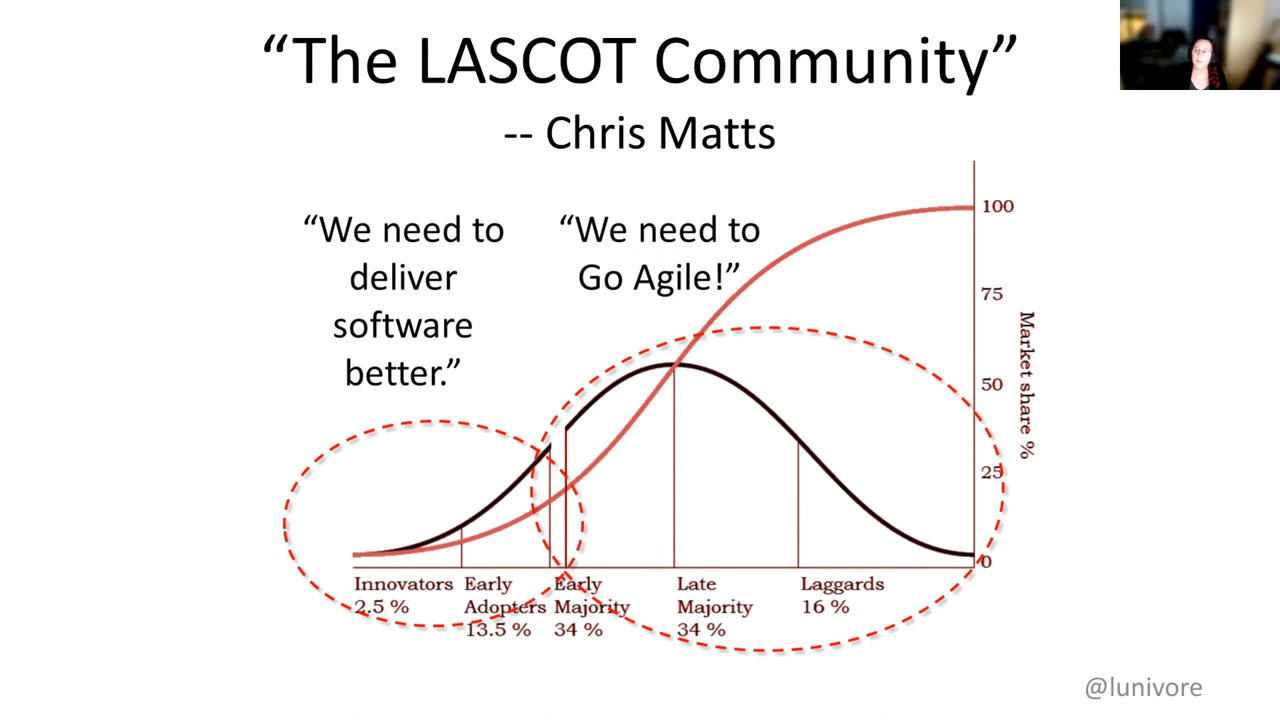 “The LASCOT Community”
-- Chris Matts
“We need to
deliver
software
better.”
“We need to
Go Agile!”
100
75
50
25
0
Market share %
Innovators
2.5 %
Early
Adopters
13.5 %
Early
Majority
34 %
Late
Majority
34 %
Laggards
16 %
@lunivore